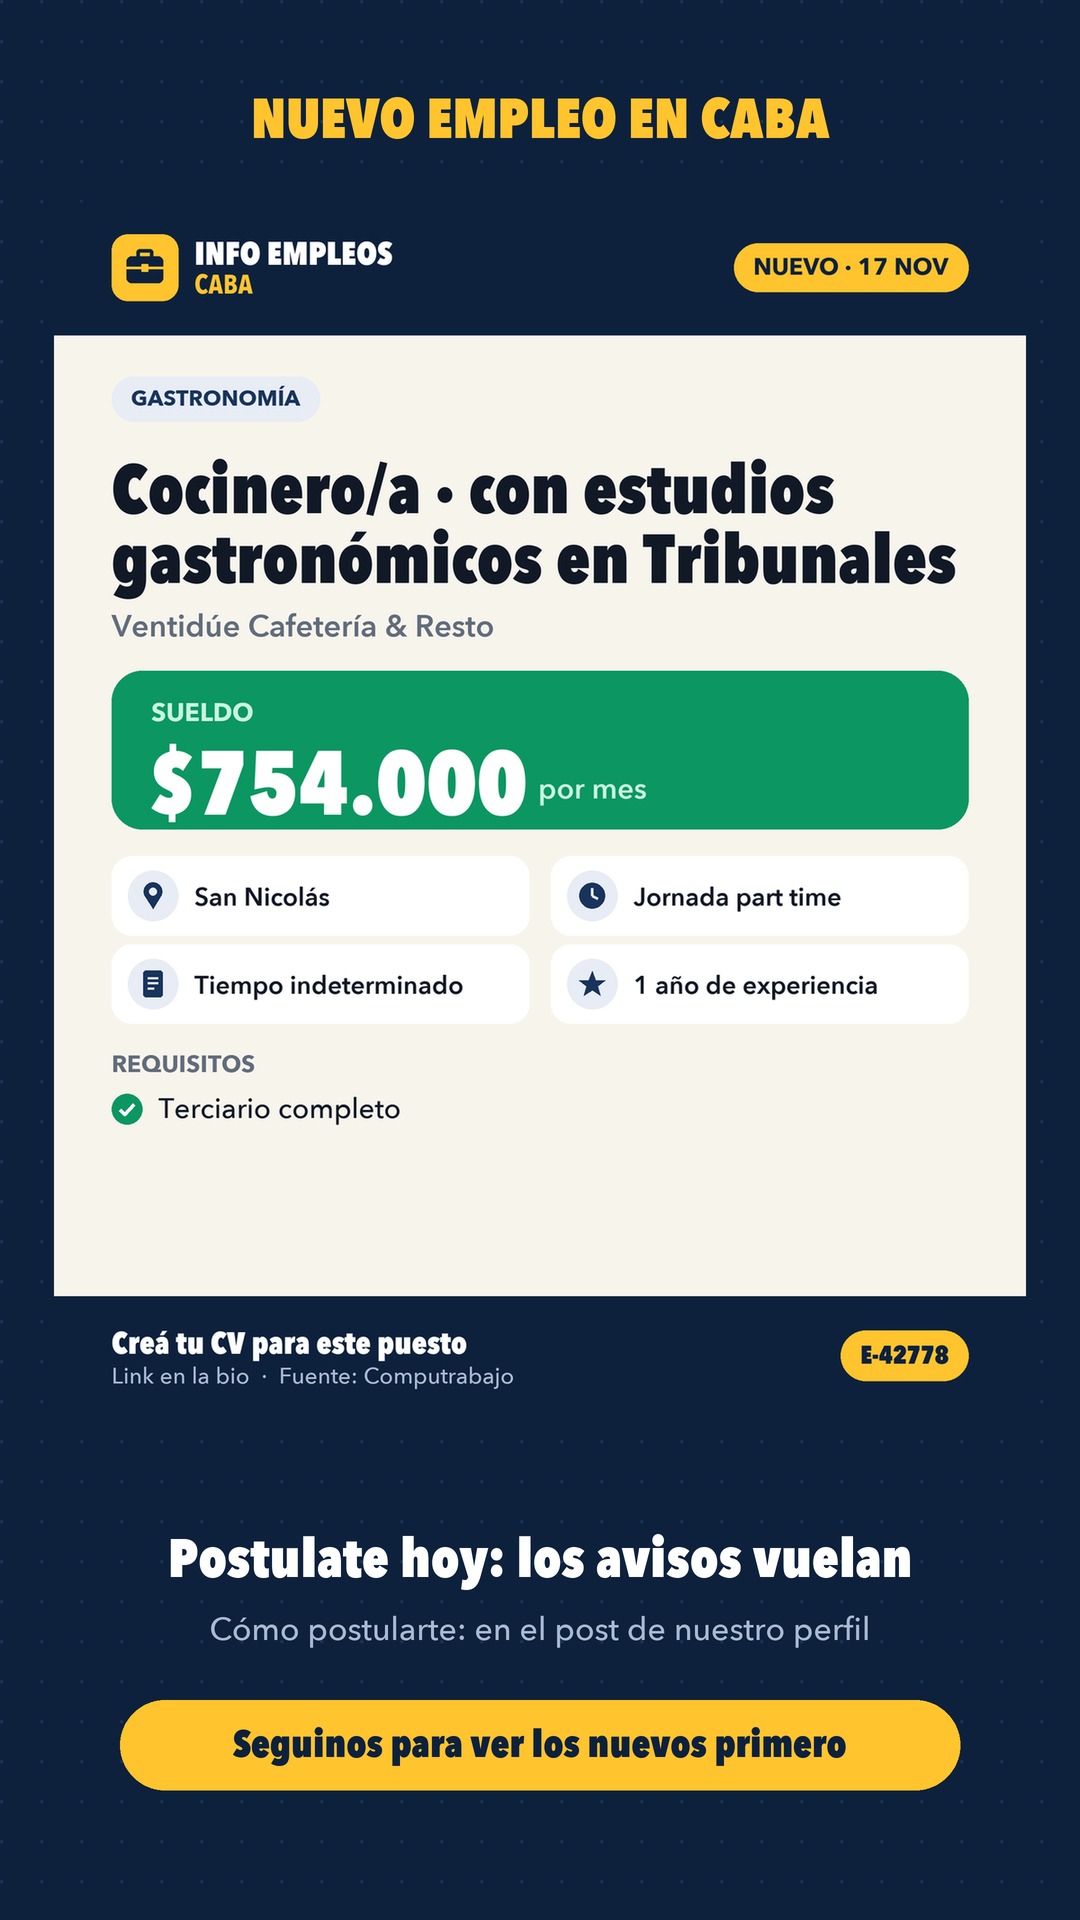 NUEVO EMPLEO EN CABA
INFO EMPLEOS
CABA
NUEVO · 17 NOV
GASTRONOMÍA
Cocinero/a · con estudios
gastronómicos en Tribunales
Ventidúe Cafetería & Resto
SUELDO
$754.000 por mes
San Nicolás
Jornada part time
Tiempo indeterminado
1 año de experiencia
REQUISITOS
Terciario completo
Creá tu CV para este puesto
Link en la bio · Fuente: Computrabajo
E-42778
Postulate hoy: los avisos vuelan
Cómo postularte: en el post de nuestro perfil
Seguinos para ver los nuevos primero